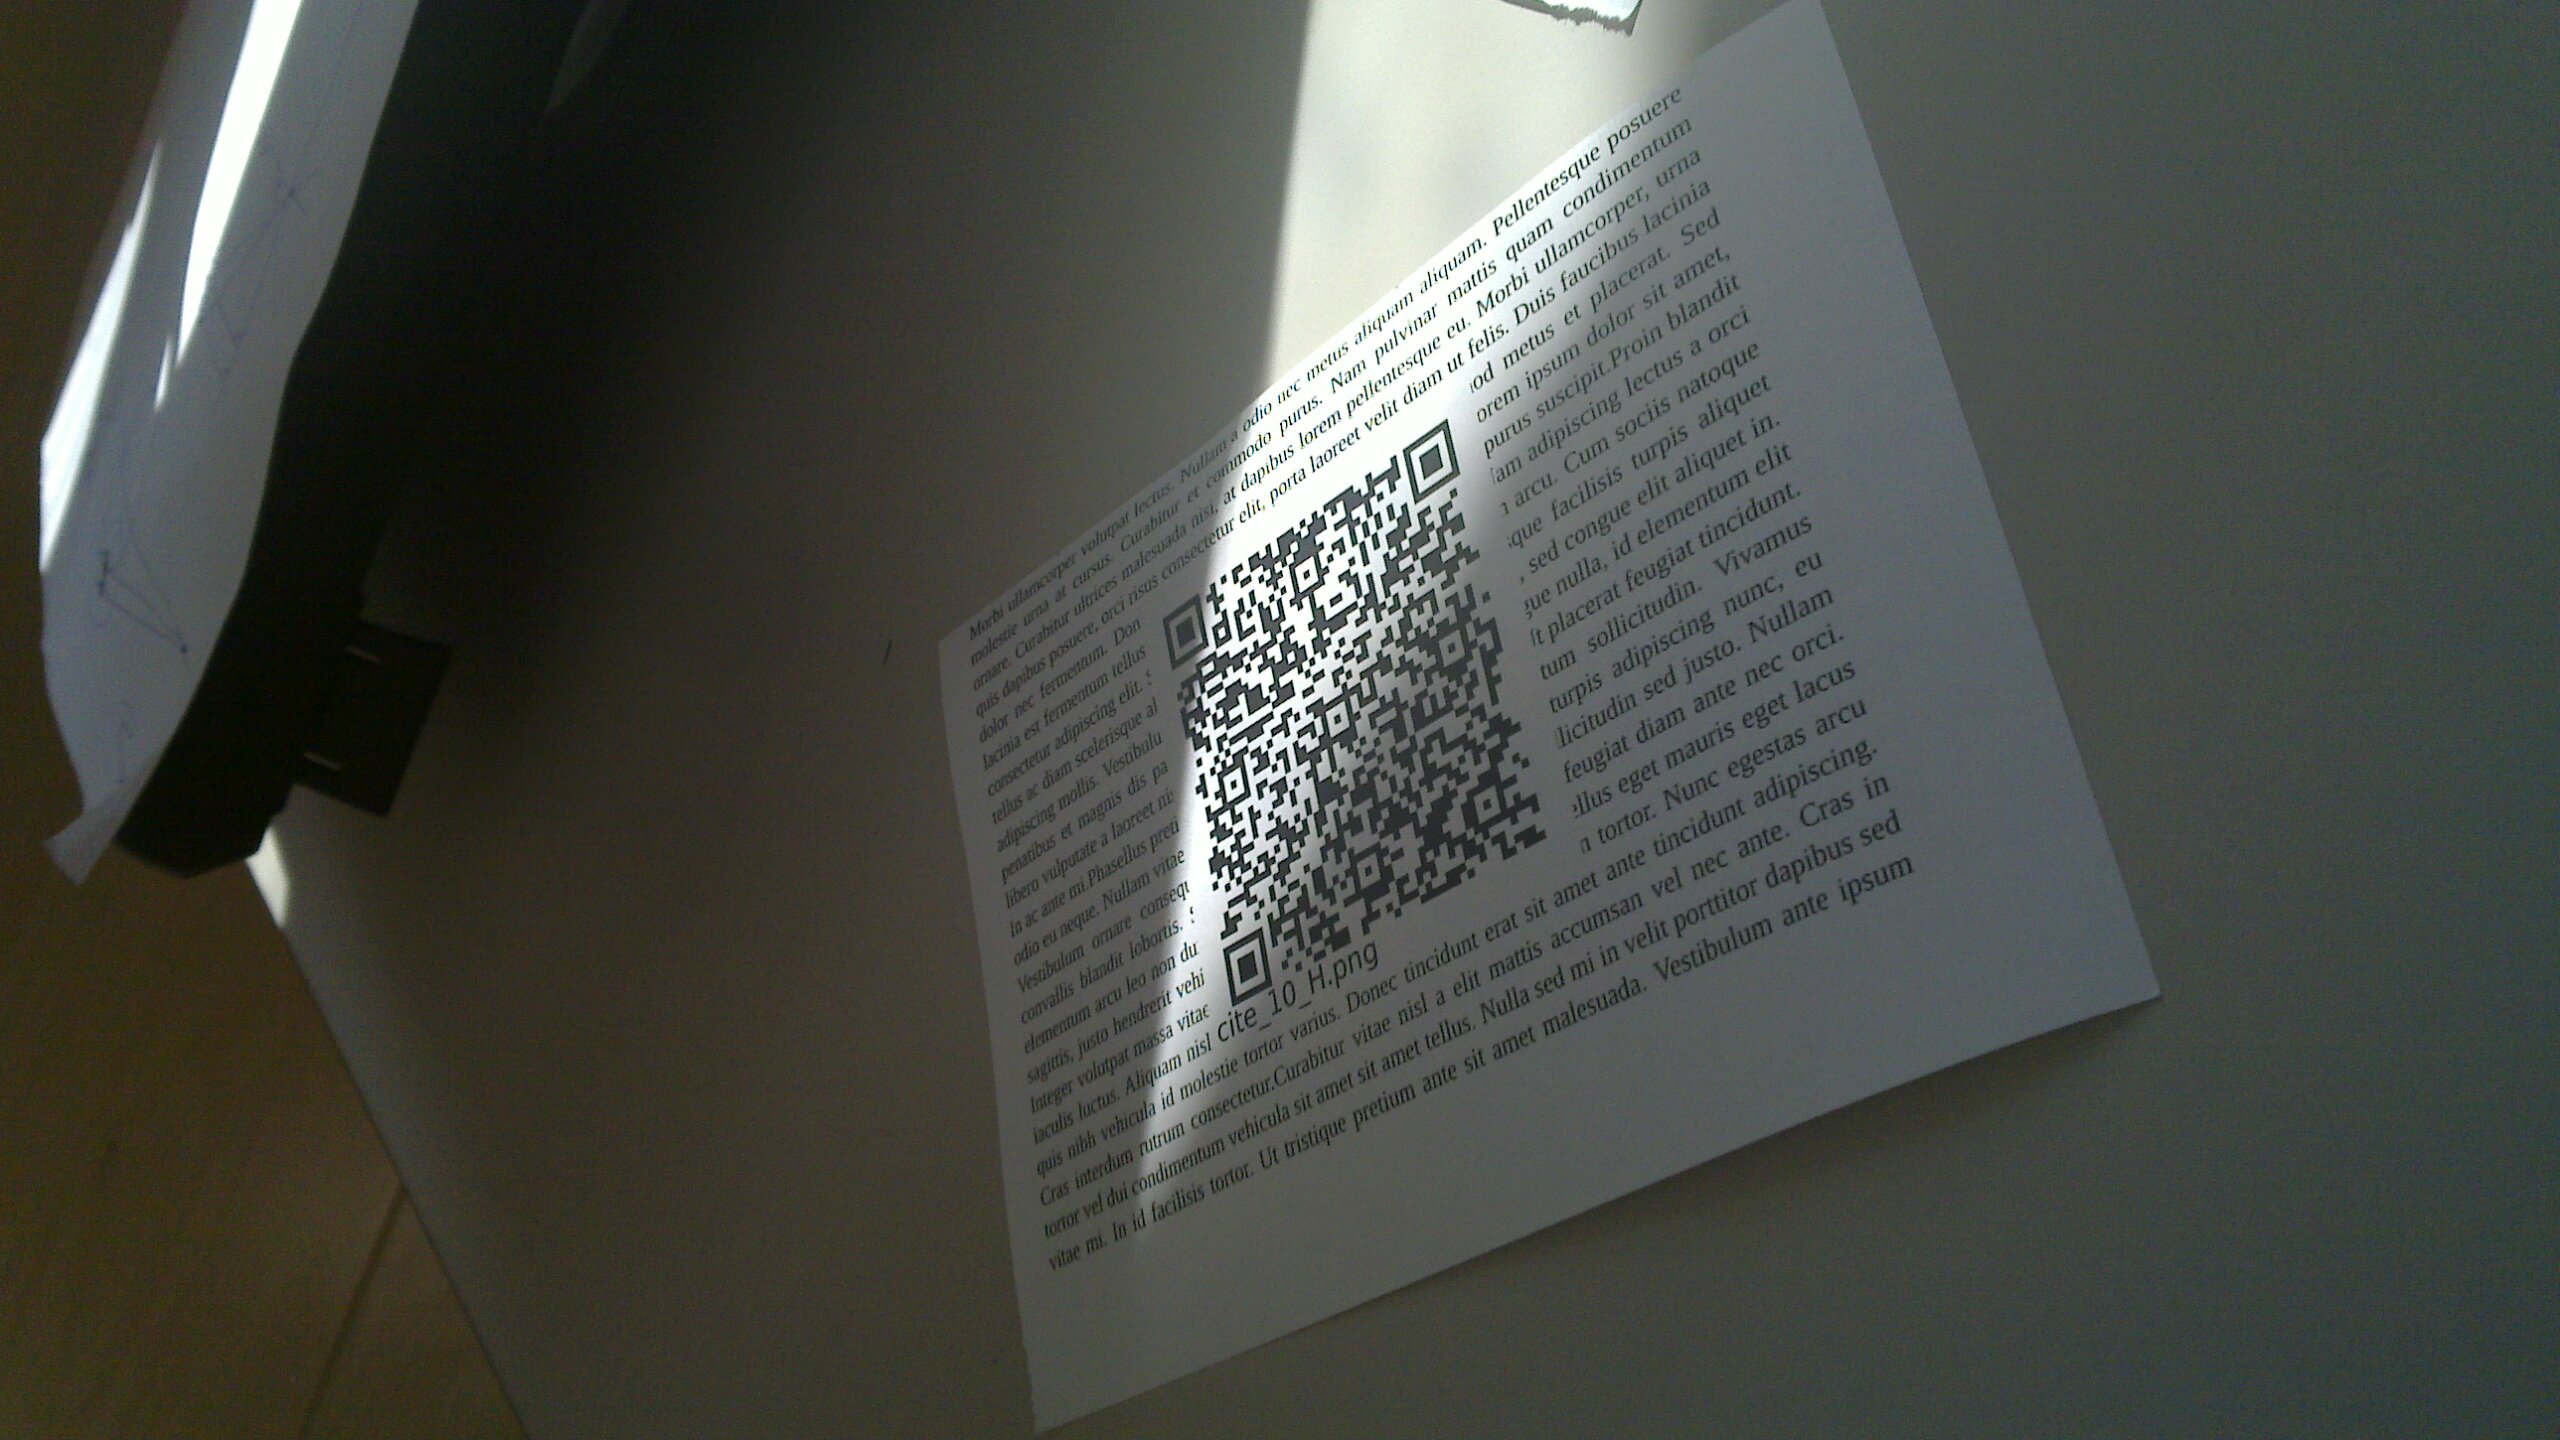 Morbi ullamcorper volutpat lectus. Nullam a odio nec metus aliquam aliquam. Pellentesque posuere
molestie urna at cursus. Curabitur et commodo purus. Nam pulvinar mattis quam condimentum
ornare. Curabitur ultrices malesuada nisi, at dapibus lorem pellentesque eu. Morbi ullamcorper, urna
quis dapibus posuere, orci risus consectetur elit, porta laoreet velit diam ut felis. Duis faucibus lacinia
dolor nec fermentum. Don od metus et placerat. Sed
lacinia est fermentum tellus orem ipsum dolor sit amet,
consectetur adipiscing elit. purus suscipit.Proin blandit
tellus ac diam scelerisque al am adipiscing lectus a orci
adipiscing mollis. Vestibulu arcu. Cum sociis natoque
penatibus et magnis dis pa que facilisis turpis aliquet
libero vulputate a laoreet ni , sed congue elit aliquet in.
In ac ante mi.Phasellus preti gue nulla, id elementum elit
odio eu neque. Nullam vitae t placerat feugiat tincidunt.
Vestibulum ornare consequ tum sollicitudin. Vivamus
convallis blandit lobortis. turpis adipiscing nunc, eu
elementum arcu leo non du licitudin sed justo. Nullam
sagittis, justo hendrerit vehi feugiat diam ante nec orci.
Integer volutpat massa vitae llus eget mauris eget lacus
iaculis luctus. Aliquam nisl n tortor. Nunc egestas arcu
cite_10_H.png
quis nibh vehicula id molestie tortor varius. Donec tincidunt erat sit amet ante tincidunt adipiscing.
Cras interdum rutrum consectetur.Curabitur vitae nisl a elit mattis accumsan vel nec ante. Cras in
tortor vel dui condimentum vehicula sit amet sit amet tellus. Nulla sed mi in velit porttitor dapibus sed
vitae mi. In id facilisis tortor. Ut tristique pretium ante sit amet malesuada. Vestibulum ante ipsum